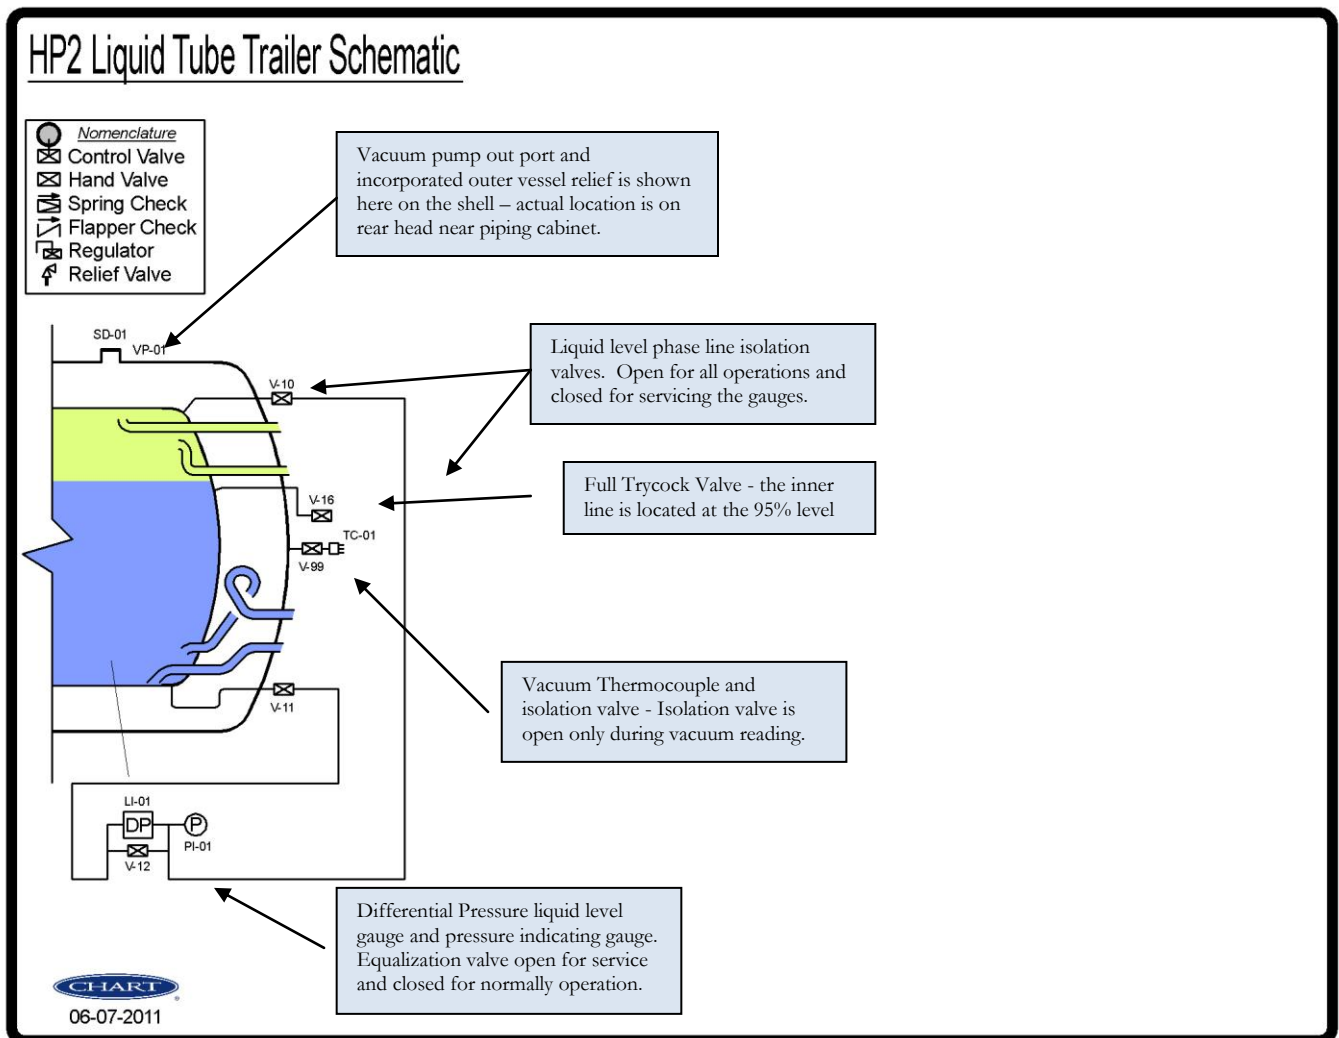 HP2 Liquid Tube Trailer Schematic
Nomenclature
Control Valve
Hand Valve
Spring Check
Flapper Check
Regulator
Relief Valve
Vacuum pump out port and
incorporated outer vessel relief is shown
here on the shell – actual location is on
rear head near piping cabinet.
SD-01
VP-01
Liquid level phase line isolation
valves. Open for all operations and
closed for servicing the gauges.
V-10
Full Trycock Valve - the inner
line is located at the 95% level
V-16
TC-01
V-99
Vacuum Thermocouple and
isolation valve - Isolation valve is
open only during vacuum reading.
V-11
LI-01
DP
P
PI-01
V-12
Differential Pressure liquid level
gauge and pressure indicating gauge.
Equalization valve open for service
and closed for normally operation.
CHART
®
06-07-2011